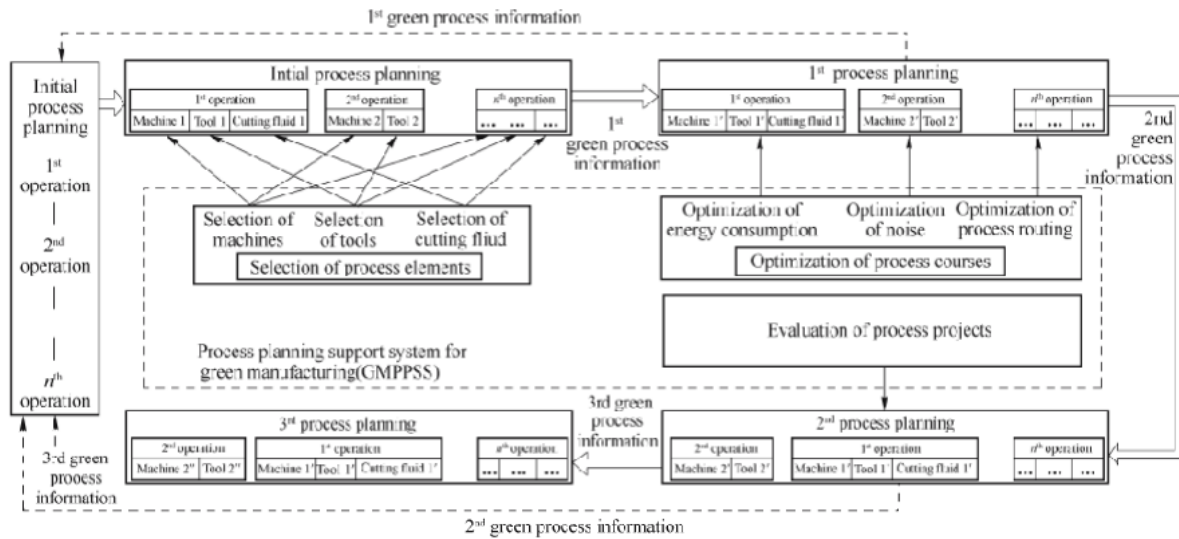 1st green process information
Initial
process
planning
1st
operation
2nd
operation
nth
operation
Intial process planning
1st operation
Machine 1 Tool 1 Cutting fluid 1
2nd operation
Machine 2 Tool 2
nth operation
... ... ...
1st
green process
information
1st process planning
1st operation
Machine 1′ Tool 1′ Cutting fluid 1′
2nd operation
Machine 2′ Tool 2′
nth operation
... ... ...
2nd
green
process
information
Selection of
machines
Selection
of tools
Selection of
cutting fliud
Selection of process elements
Optimization of
energy consumption
Optimization
of noise
Optimization of
process routing
Optimization of process courses
Evaluation of process projects
Process planning support system for
green manufacturing(GMPPSS)
3rd process planning
2nd operation
Machine 2″ Tool 2″
1st operation
Machine 1′ Tool 1′ Cutting fluid 1′
nth operation
... ... ...
3rd green
process
information
2nd process planning
2nd operation
Machine 2′ Tool 2′
1st operation
Machine 1′ Tool 1′ Cutting fluid 1′
nth operation
... ... ...
3rd green
process
information
2nd green process information